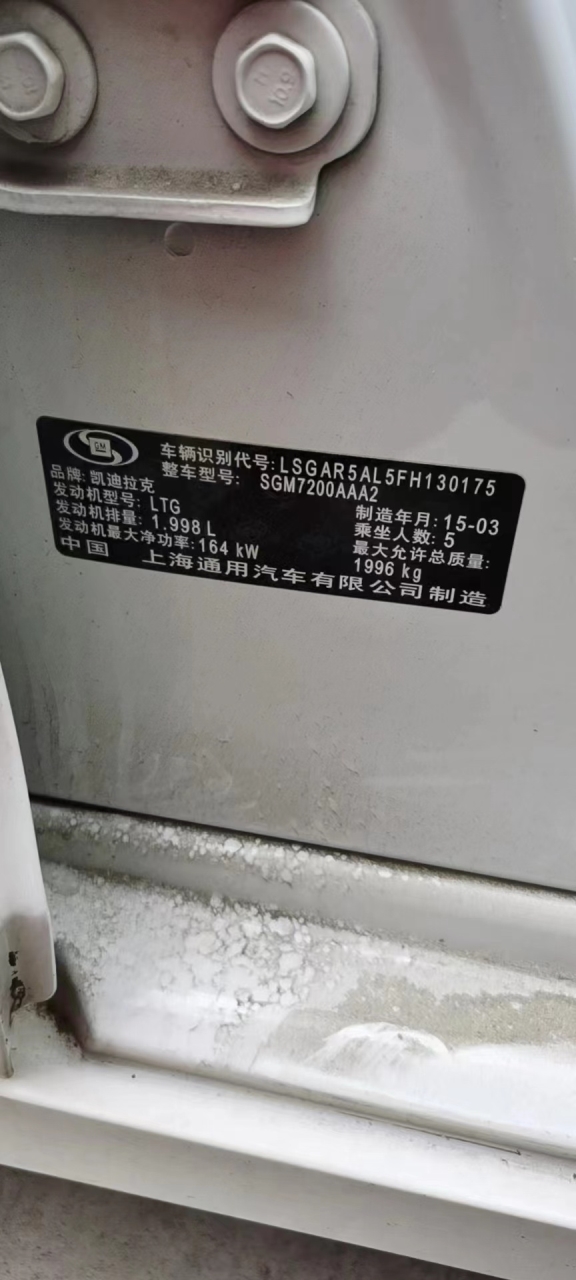 10.9
GM
车辆识别代号:LSGAR5AL5FH130175
整车型号: SGM7200AAA2
品牌: 凯迪拉克
制造年月: 15-03
发动机型号: LTG
乘坐人数: 5
发动机排量: 1.998 L
最大允许总质量:
1996 kg
发动机最大净功率:164 kW
中国 上海通用汽车有限公司制造